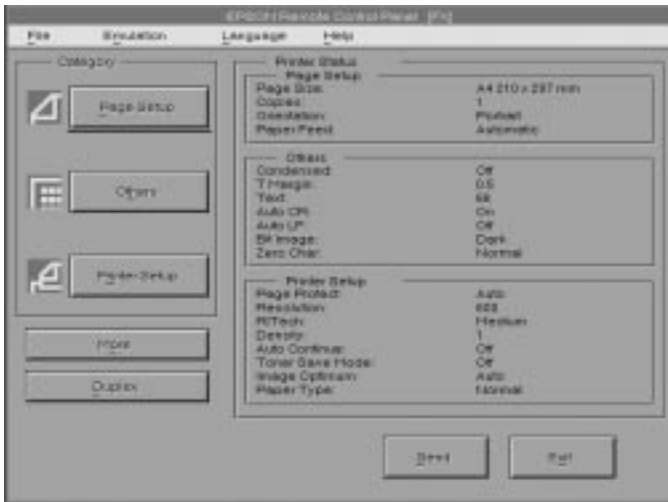 EPSON Remote Control Panel [FX]
File Emulation Language Help
Category
Page Setup
Others
Printer Setup
More
Duplex
Printer Status
Page Setup
Page Size: A4 210 x 297 mm
Copies: 1
Orientation: Portrait
Paper Feed: Automatic
Others
Condensed: Off
T Margin: 0.5
Text:
Auto CR: On
Auto LF: Off
Bit Image: Dark
Zero Char: Normal
Printer Setup
Page Protect: Auto
Resolution: 600
RITech: Medium
Density: 1
Auto Continue: Off
Toner Save Mode: Off
Image Optimum: Auto
Paper Type: Normal
Send Exit